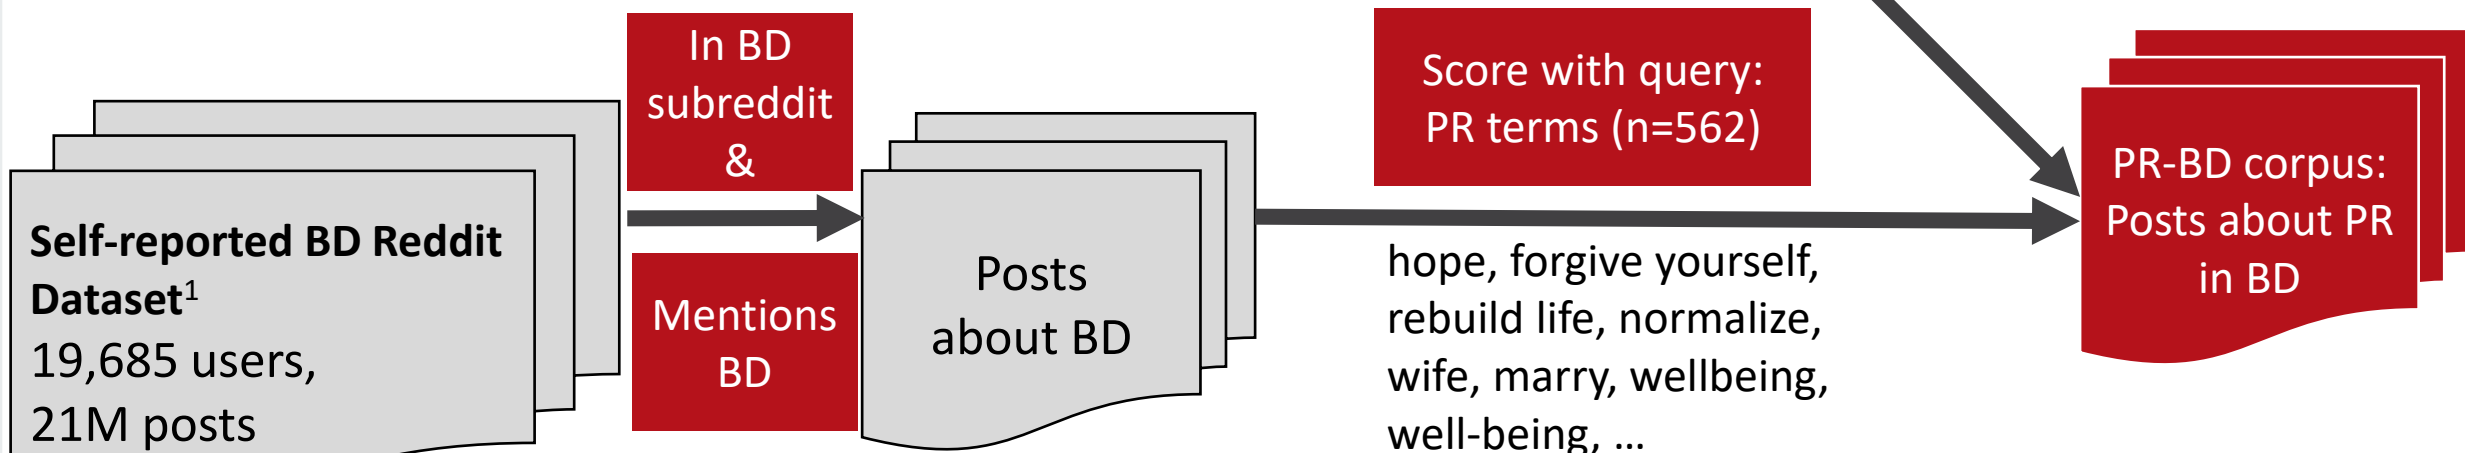 In BD
subreddit
&
Mentions
BD
Score with query:
PR terms (n=562)
Self-reported BD Reddit
Dataset1
19,685 users,
21M posts
Posts
about BD
hope, forgive yourself,
rebuild life, normalize,
wife, marry, wellbeing,
well-being, ...
PR-BD corpus:
Posts about PR
in BD